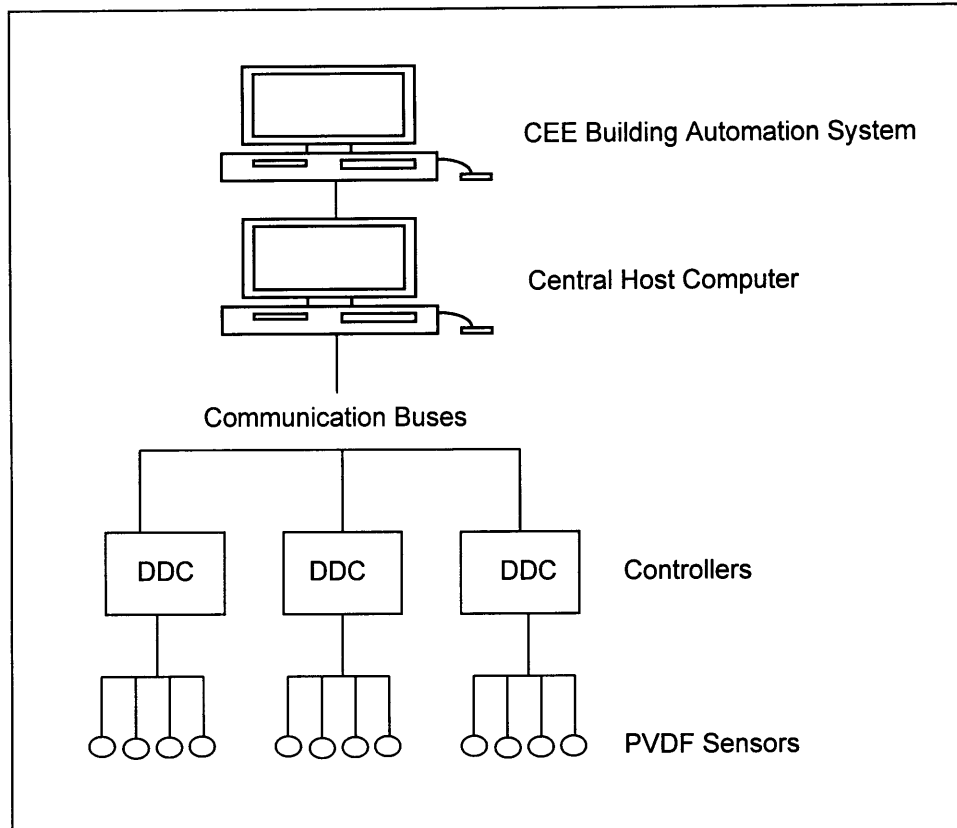 CEE Building Automation System
Central Host Computer
Communication Buses
DDC DDC DDC Controllers
PVDF Sensors